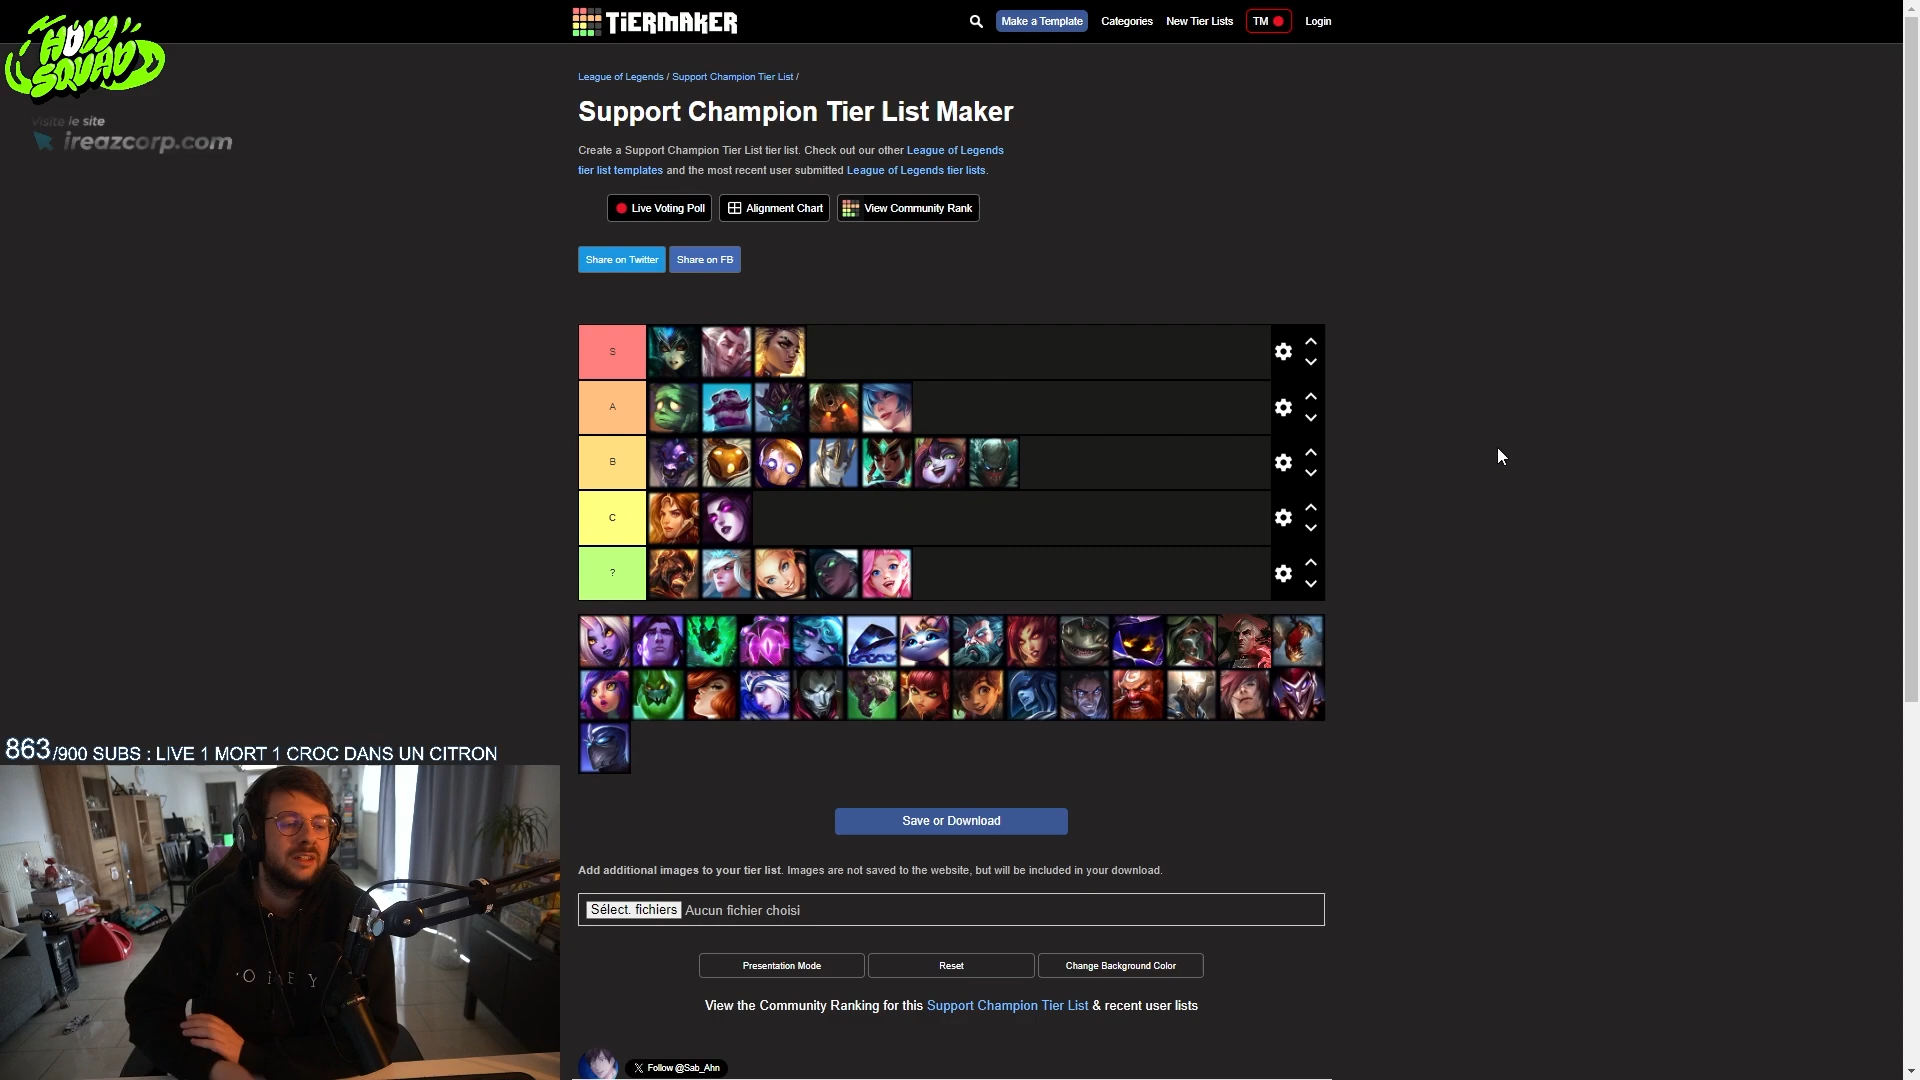 HOLY
SQUAD
Visite le site
ireazcorp.com
TiERMAKER
Make a Template
Categories
New Tier Lists
TM
Login
League of Legends / Support Champion Tier List /
Support Champion Tier List Maker
Create a Support Champion Tier List tier list. Check out our other League of Legends
tier list templates and the most recent user submitted League of Legends tier lists.
Live Voting Poll
Alignment Chart
View Community Rank
Share on Twitter
Share on FB
S
A
B
C
?
863/900 SUBS : LIVE 1 MORT 1 CROC DANS UN CITRON
Save or Download
Add additional images to your tier list. Images are not saved to the website, but will be included in your download.
Sélect. fichiers Aucun fichier choisi
Presentation Mode
Reset
Change Background Color
View the Community Ranking for this Support Champion Tier List & recent user lists
X Follow @Sab_Ahn